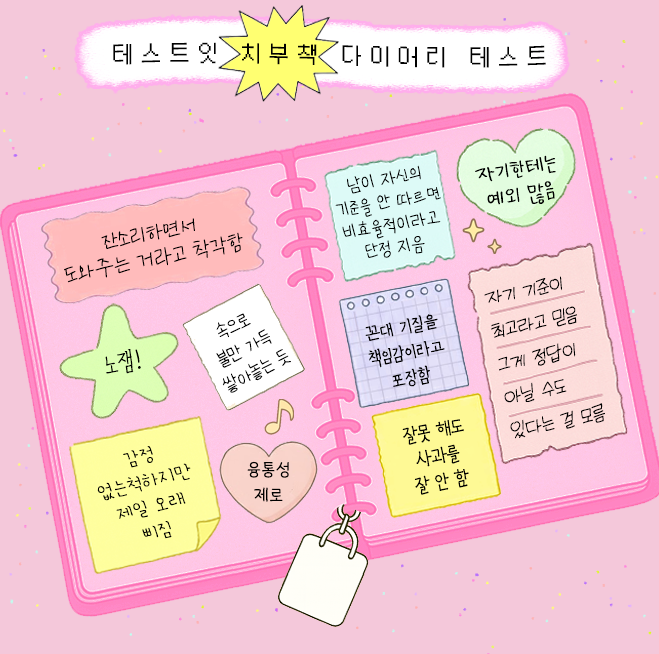 테스트잇 치부책 다이어리 테스트
잔소리하면서
도와주는 거라고 착각함
노잼!
속으로
불만 가득
쌓아놓는 듯
감정
없는척하지만
제일 오래
삐짐
융통성
제로
남이 자신의
기준을 안 따르면
비효율적이라고
단정 지음
자기한테는
예외 많음
꼰대 기질을
책임감이라고
포장함
자기 기준이
최고라고 믿음
그게 정답이
아닐 수도
있다는 걸 모름
잘못 해도
사과를
잘 안 함